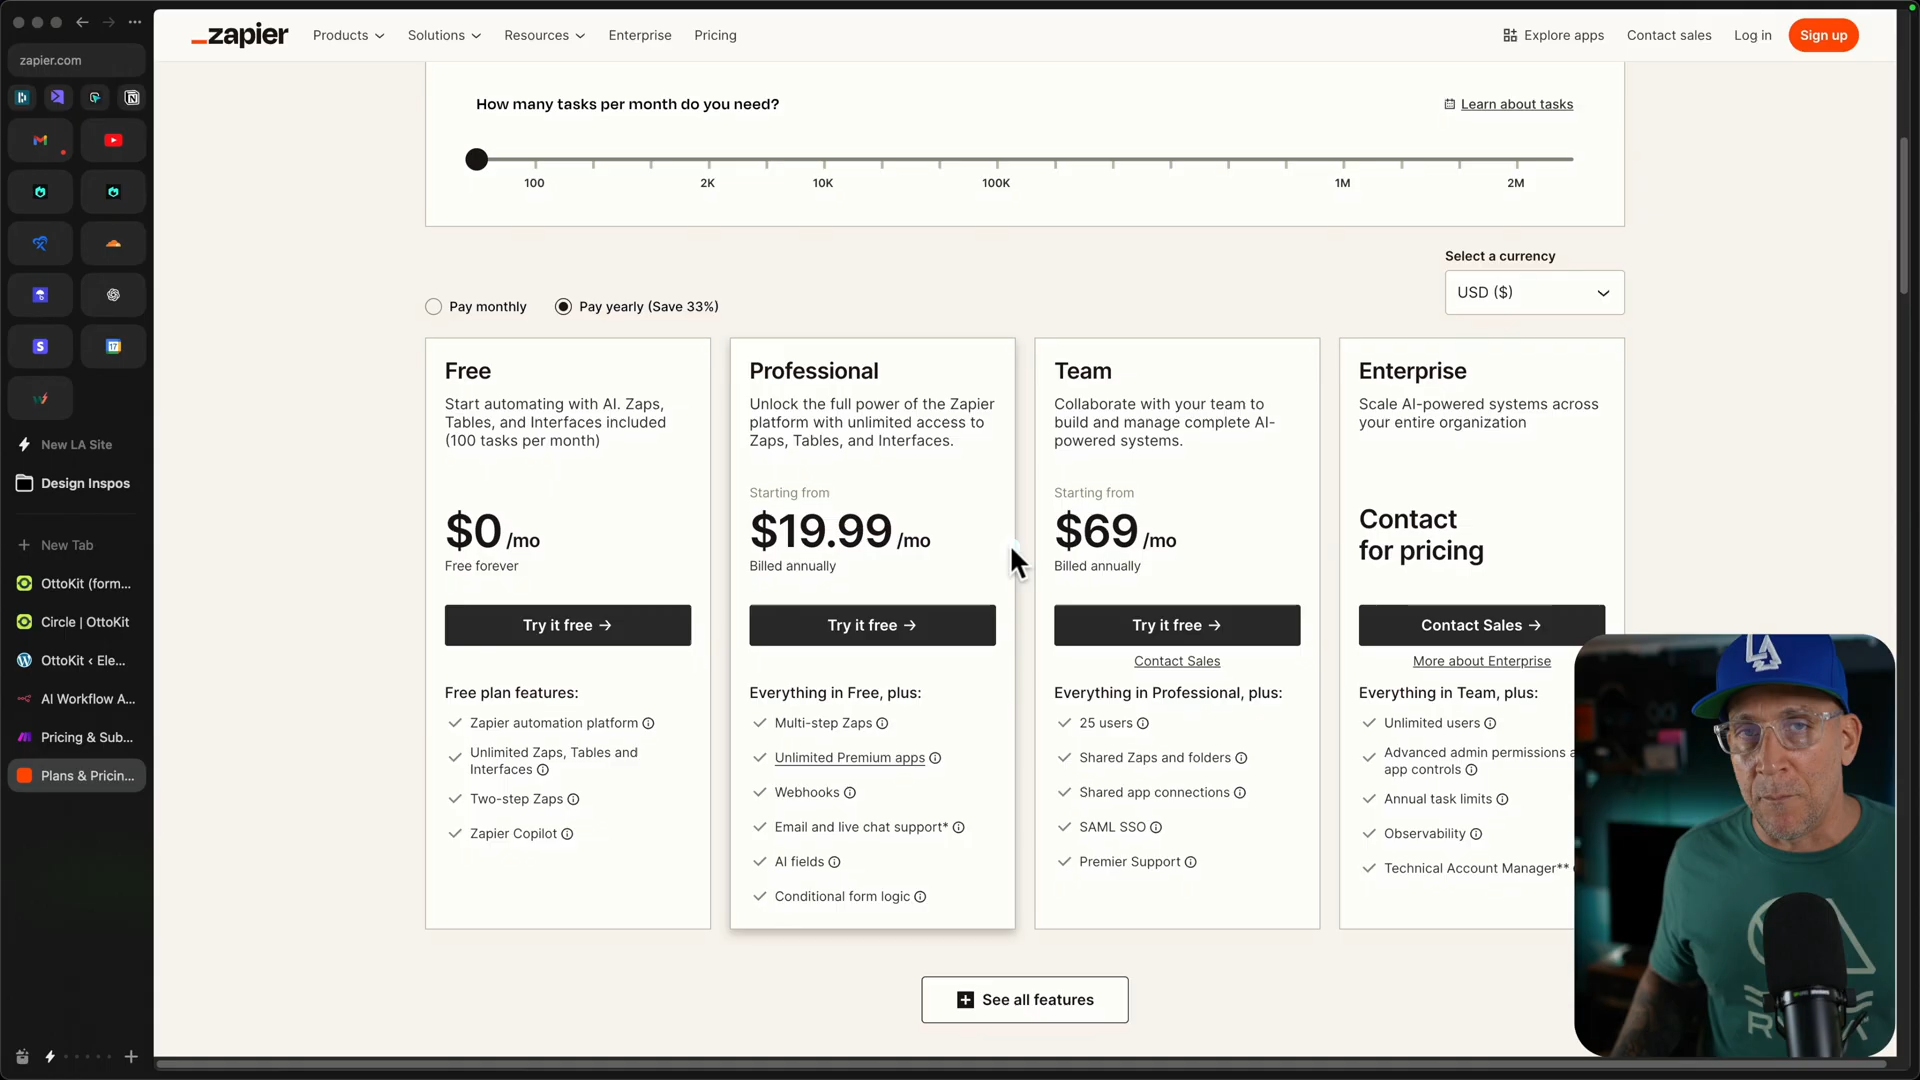 zapier.com
New LA Site
Design Inspos
New Tab
OttoKit (form...
Circle | OttoKit
OttoKit ‹ Ele...
AI Workflow A...
Pricing & Sub...
Plans & Pricin...
_zapier
Products
Solutions
Resources
Enterprise
Pricing
Explore apps
Contact sales
Log in
Sign up
How many tasks per month do you need?
Learn about tasks
100
2K
10K
100K
1M
2M
Select a currency
USD ($)
Pay monthly
Pay yearly (Save 33%)
Free
Start automating with AI. Zaps,
Tables, and Interfaces included
(100 tasks per month)
$0 /mo
Free forever
Try it free →
Free plan features:
Zapier automation platform
Unlimited Zaps, Tables and
Interfaces
Two-step Zaps
Zapier Copilot
Professional
Unlock the full power of the Zapier
platform with unlimited access to
Zaps, Tables, and Interfaces.
Starting from
$19.99 /mo
Billed annually
Try it free →
Everything in Free, plus:
Multi-step Zaps
Unlimited Premium apps
Webhooks
Email and live chat support*
AI fields
Conditional form logic
Team
Collaborate with your team to
build and manage complete AI-
powered systems.
Starting from
$69 /mo
Billed annually
Try it free →
Contact Sales
Everything in Professional, plus:
25 users
Shared Zaps and folders
Shared app connections
SAML SSO
Premier Support
Enterprise
Scale AI-powered systems across
your entire organization
Contact
for pricing
Contact Sales →
More about Enterprise
Everything in Team, plus:
Unlimited users
Advanced admin permissions
app controls
Annual task limits
Observability
Technical Account Manager**
See all features
LA
17
S